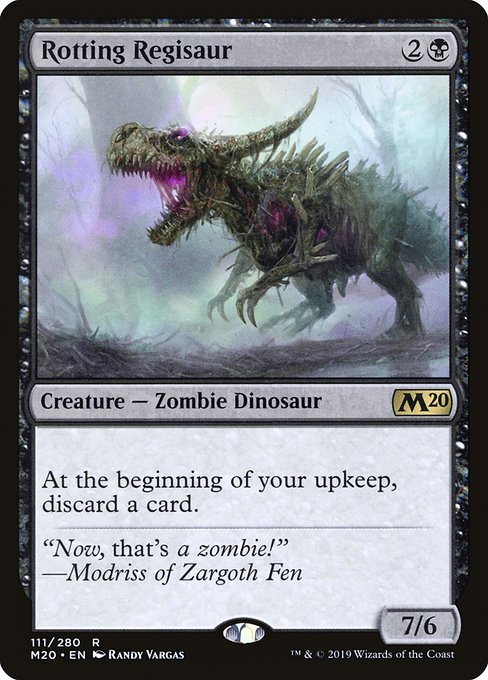 Rotting Regisaur 2
Creature — Zombie Dinosaur M20
At the beginning of your upkeep,
discard a card.
“Now, that’s a zombie!”
—Modriss of Zargoth Fen
7/6
111/280 R
M20 • EN Randy Vargas ™ & © 2019 Wizards of the Coast